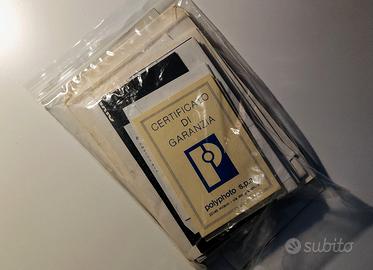 CERTIFICATO
DI
GARANZIA
polyphoto s.p.a.
subito